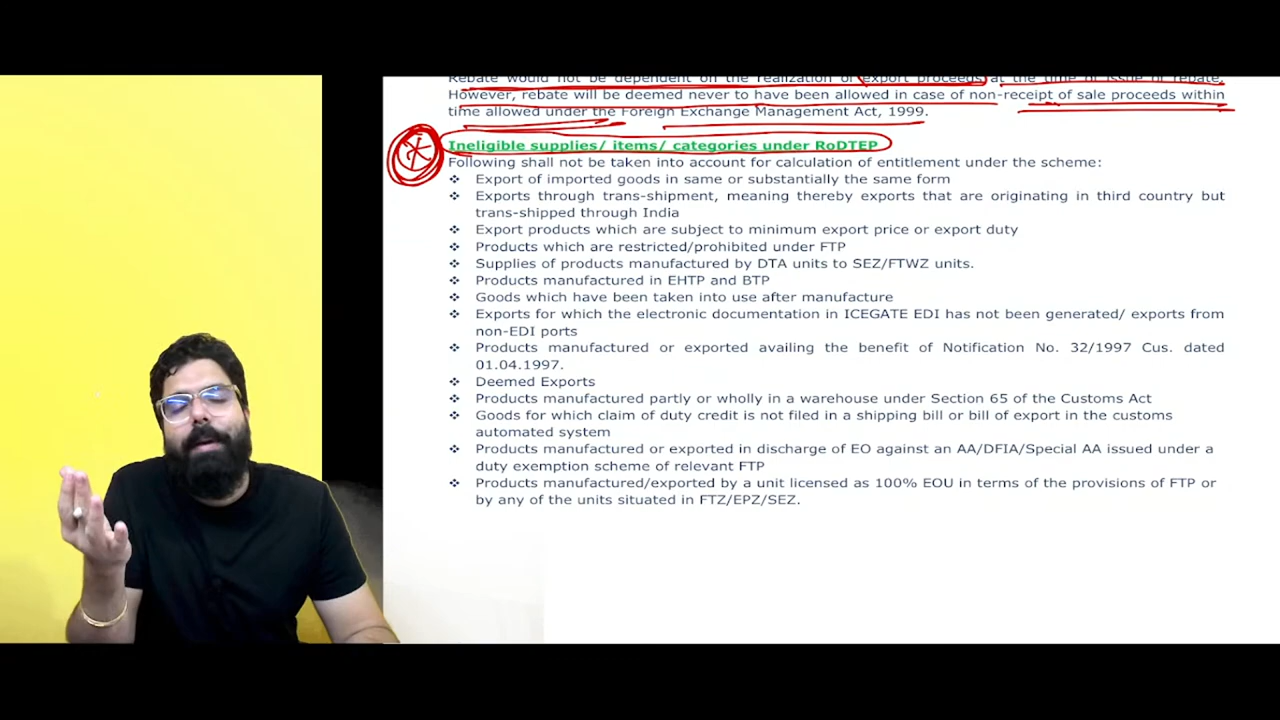 Rebate would not be dependent on the realization of export proceeds at the time of issue of rebate.
However, rebate will be deemed never to have been allowed in case of non-receipt of sale proceeds within
time allowed under the Foreign Exchange Management Act, 1999.
Ineligible supplies/ items/ categories under RoDTEP
Following shall not be taken into account for calculation of entitlement under the scheme:
❖ Export of imported goods in same or substantially the same form
❖ Exports through trans-shipment, meaning thereby exports that are originating in third country but
trans-shipped through India
❖ Export products which are subject to minimum export price or export duty
❖ Products which are restricted/prohibited under FTP
❖ Supplies of products manufactured by DTA units to SEZ/FTWZ units.
❖ Products manufactured in EHTP and BTP
❖ Goods which have been taken into use after manufacture
❖ Exports for which the electronic documentation in ICEGATE EDI has not been generated/ exports from
non-EDI ports
❖ Products manufactured or exported availing the benefit of Notification No. 32/1997 Cus. dated
01.04.1997.
❖ Deemed Exports
❖ Products manufactured partly or wholly in a warehouse under Section 65 of the Customs Act
❖ Goods for which claim of duty credit is not filed in a shipping bill or bill of export in the customs
automated system
❖ Products manufactured or exported in discharge of EO against an AA/DFIA/Special AA issued under a
duty exemption scheme of relevant FTP
❖ Products manufactured/exported by a unit licensed as 100% EOU in terms of the provisions of FTP or
by any of the units situated in FTZ/EPZ/SEZ.